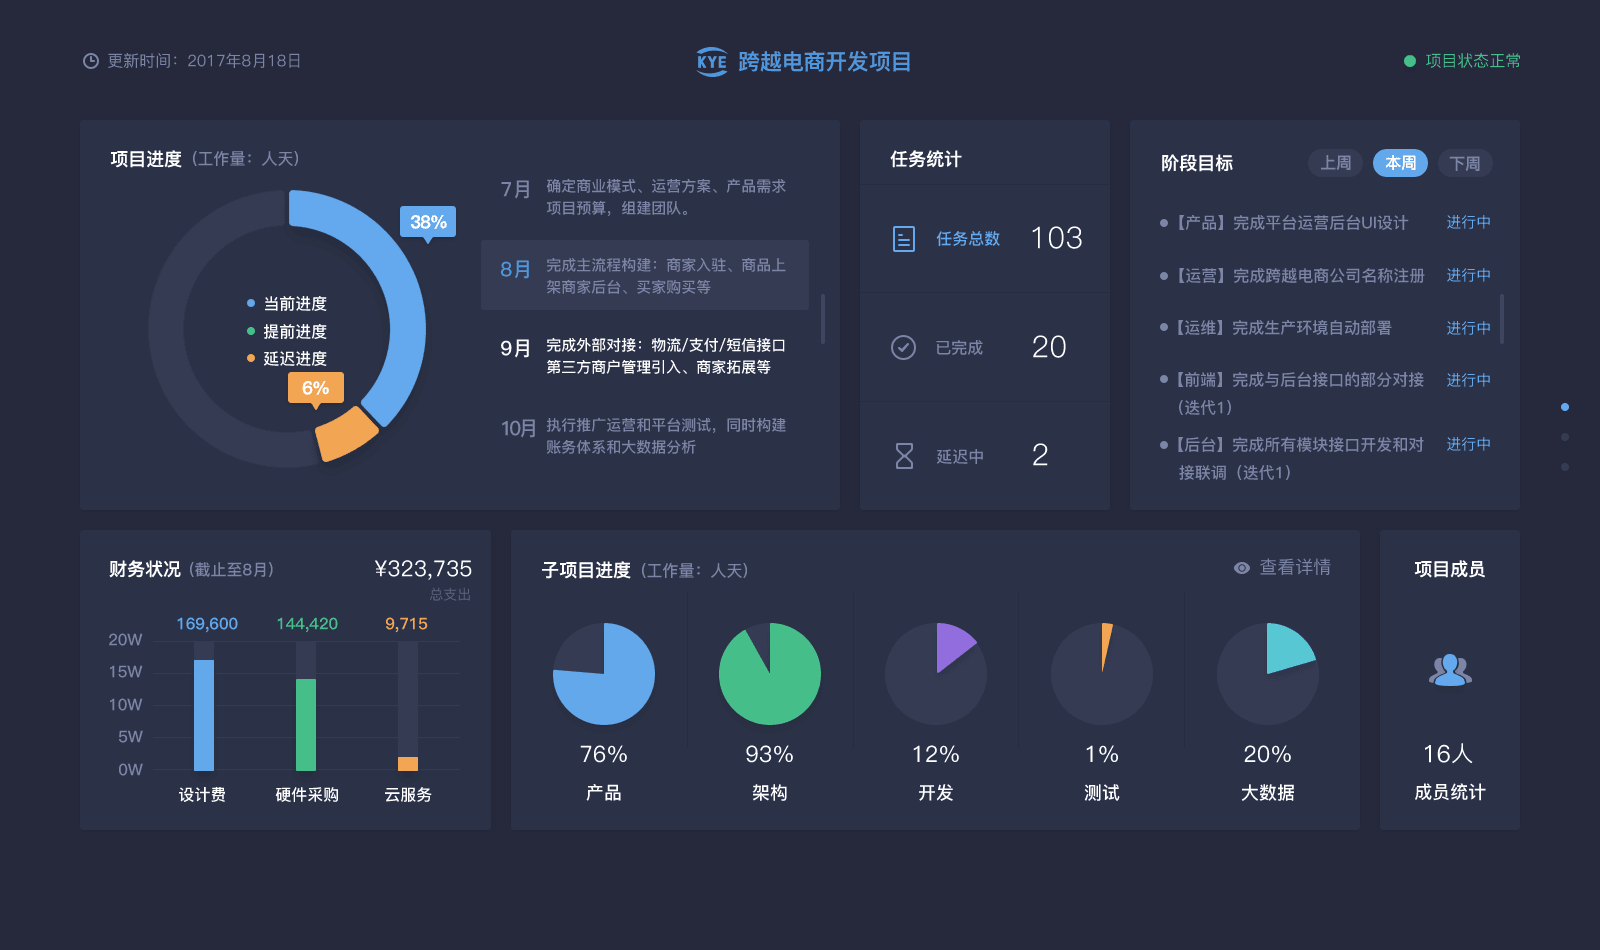 更新时间：2017年8月18日
KYE 跨越电商开发项目
项目状态正常
项目进度（工作量：人天）
38%
当前进度
提前进度
延迟进度
6%
7月
确定商业模式、运营方案、产品需求
项目预算，组建团队。
8月
完成主流程构建：商家入驻、商品上
架商家后台、买家购买等
9月
完成外部对接：物流/支付/短信接口
第三方商户管理引入、商家拓展等
10月
执行推广运营和平台测试，同时构建
账务体系和大数据分析
任务统计
任务总数 103
已完成 20
延迟中 2
阶段目标 上周 本周 下周
【产品】完成平台运营后台UI设计 进行中
【运营】完成跨越电商公司名称注册 进行中
【运维】完成生产环境自动部署 进行中
【前端】完成与后台接口的部分对接 进行中
（迭代1）
【后台】完成所有模块接口开发和对 进行中
接联调（迭代1）
财务状况（截止至8月） ¥323,735
总支出
169,600 144,420 9,715
20W
15W
10W
5W
0W
设计费 硬件采购 云服务
子项目进度（工作量：人天） 查看详情
76% 93% 12% 1% 20%
产品 架构 开发 测试 大数据
项目成员
16人
成员统计